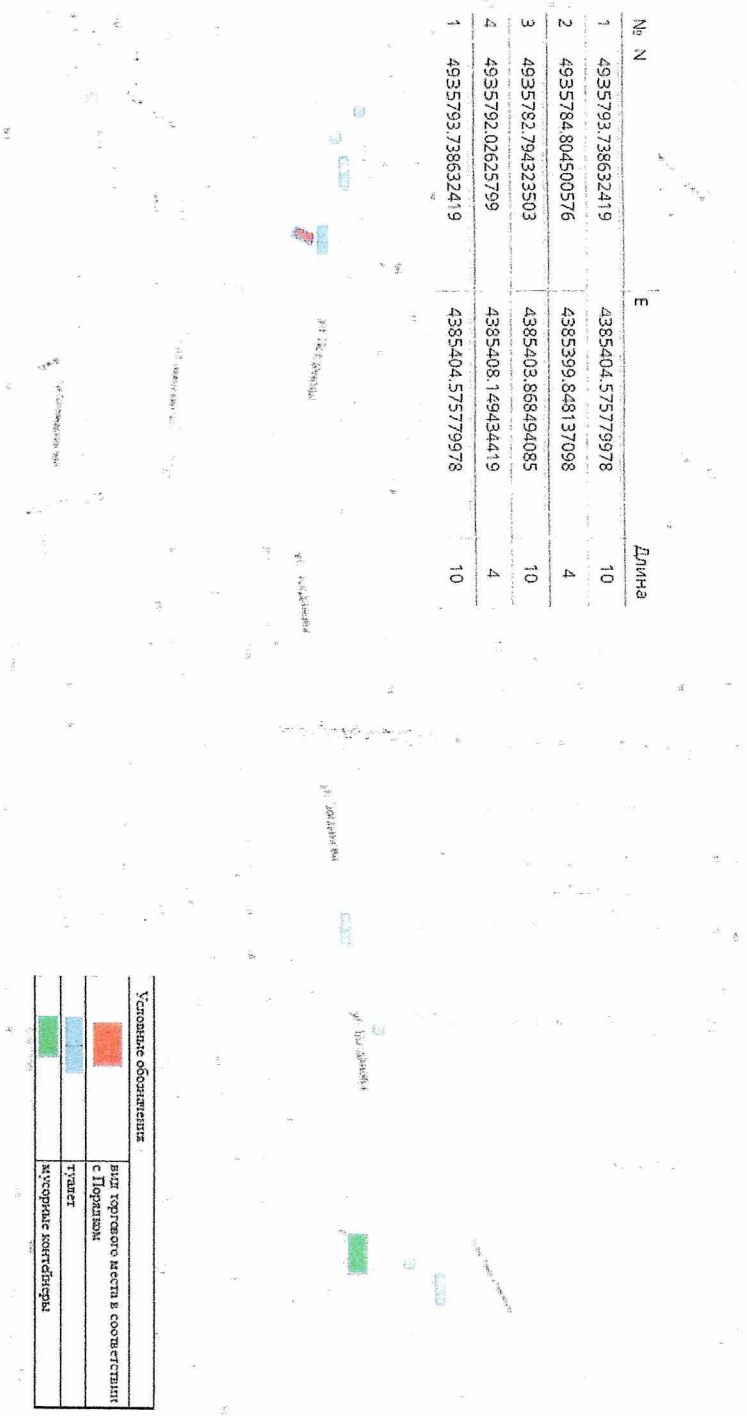 № N E Длина
1 4935793.738632419 4385404.575779978 10
2 4935784.804500576 4385399.848137098 4
3 4935782.794323503 4385403.868494085 10
4 4935792.02625799 4385408.149434419 4
1 4935793.738632419 4385404.575779978 10
Условные обозначения
вид торгового места в соответствии
с Порядком
туалет
мусорные контейнеры